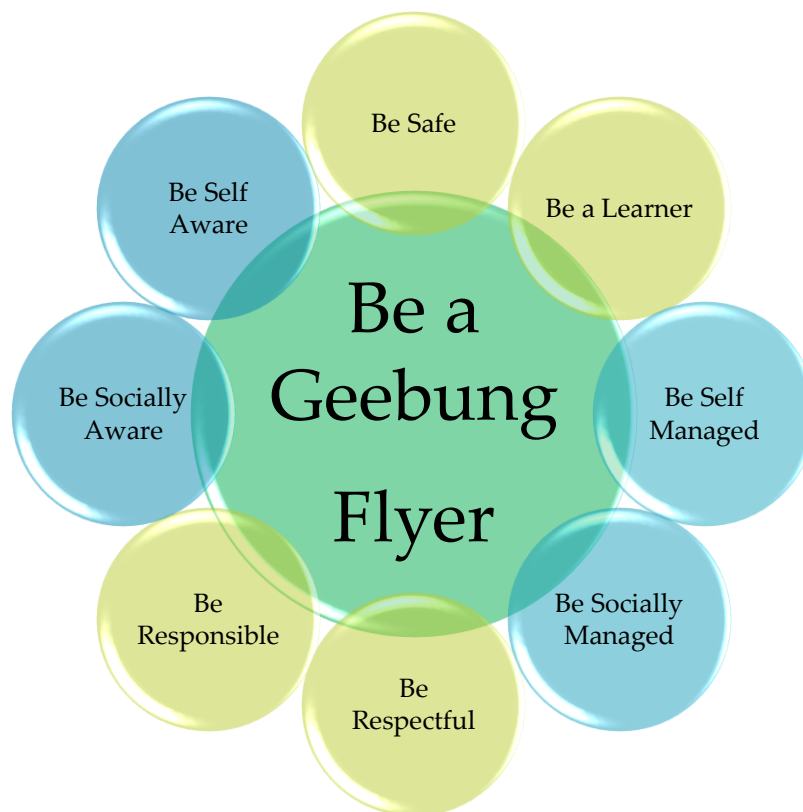 Be a
Geebung
Flyer
Be Safe
Be a Learner
Be Self
Managed
Be Socially
Managed
Be
Respectful
Be
Responsible
Be Socially
Aware
Be Self
Aware